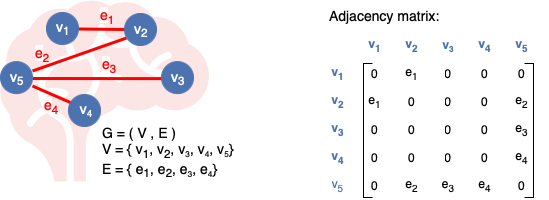 Adjacency matrix:
e₁
v₁
v₂
v₁ v₂ v₃ v₄ v₅
e₂
e₃
v₅
v₃
e₄
v₄
v₁ 0 e₁ 0 0 0
v₂ e₁ 0 0 0 e₂
v₃ 0 0 0 0 e₃
v₄ 0 0 0 0 e₄
v₅ 0 e₂ e₃ e₄ 0
G = ( V , E )
V = { v₁, v₂, v₃, v₄, v₅}
E = { e₁, e₂, e₃, e₄}